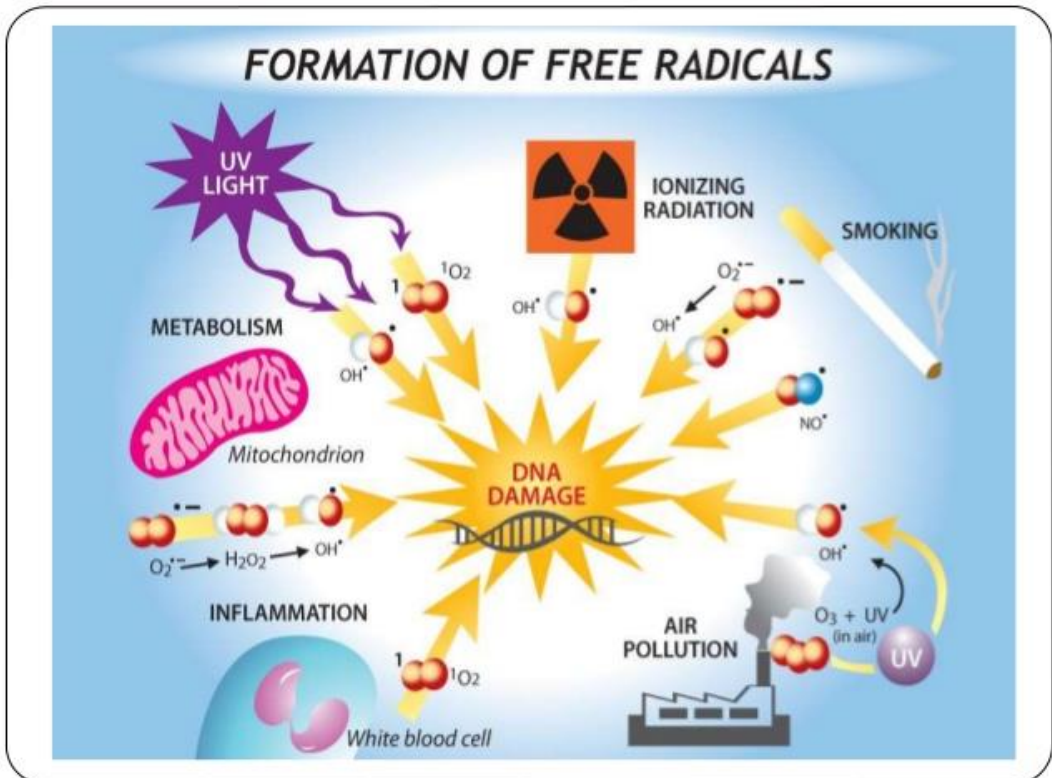 FORMATION OF FREE RADICALS
UV
LIGHT
IONIZING
RADIATION
SMOKING
1
¹O2
OH•
OH•
O2•−
OH•
•−
METABOLISM
Mitochondrion
NO•
DNA
DAMAGE
•−
O2•− H2O2 OH•
OH•
INFLAMMATION
1
¹O2
White blood cell
AIR
POLLUTION
O3 + UV
(in air)
UV